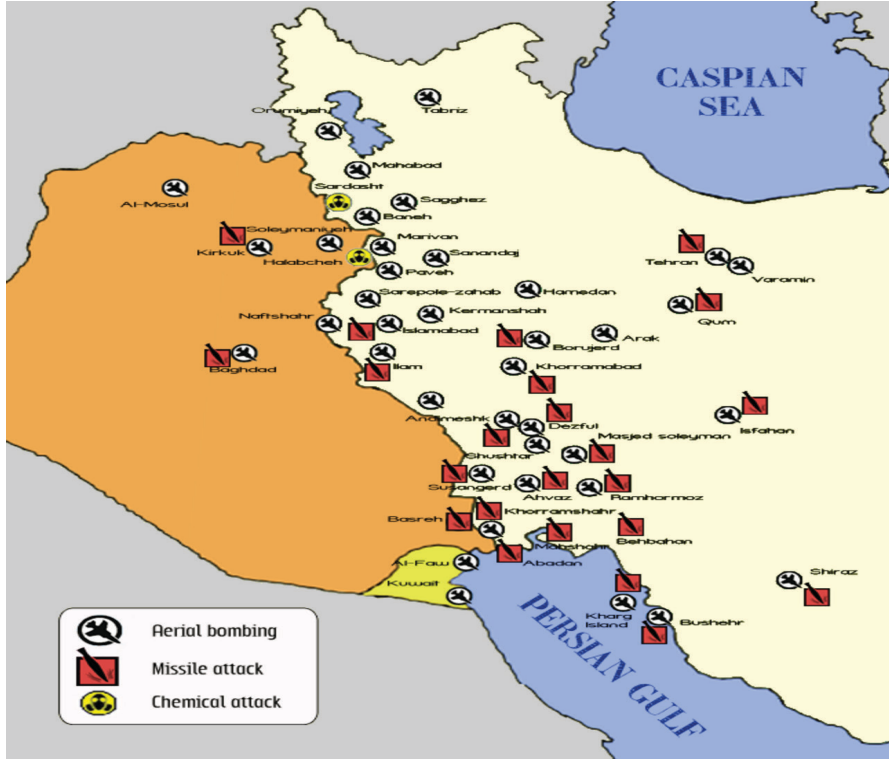 CASPIAN
SEA
Tabriz
Orumiyeh
Mahabad
Sardasht
Sagghez
Al-Mosul
Baneh
Soleymaniyeh
Marivan
Kirkuk
Halabcheh
Sanandaj
Tehran
Paveh
Varamin
Sarepole-zahab
Hamedan
Kermanshah
Naftshahr
Islamabad
Qum
Borujerd
Arak
Baghdad
Ilam
Khorramabad
Andimeshk
Dezful
Isfahan
Masjed soleyman
Shushtar
Susangerd
Ahvaz
Ramhormoz
Khorramshahr
Basreh
Mahshahr
Behbahan
Abadan
Al-Faw
Kuwait
Shiraz
Kharg
Island
Bushehr
PERSIAN GULF
Aerial bombing
Missile attack
Chemical attack